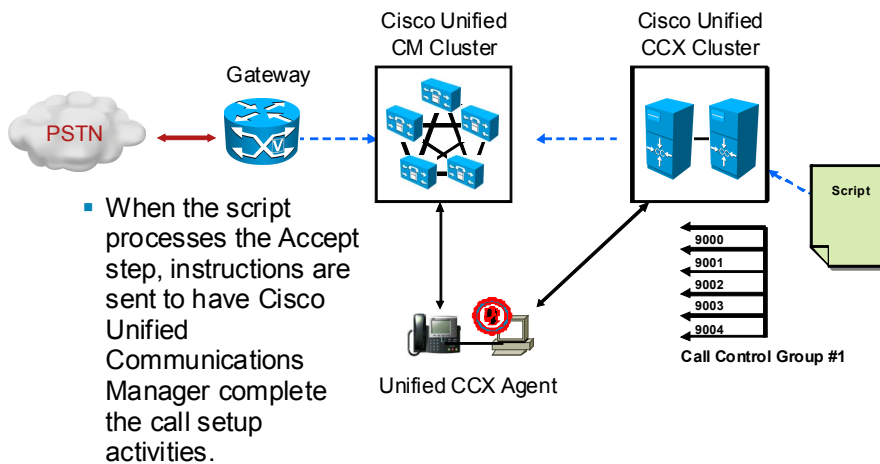 Cisco Unified
CM Cluster
Cisco Unified
CCX Cluster
Gateway
PSTN
V
Script
When the script
processes the Accept
step, instructions are
sent to have Cisco
Unified
Communications
Manager complete
the call setup
activities.
9000
9001
9002
9003
9004
Call Control Group #1
Unified CCX Agent